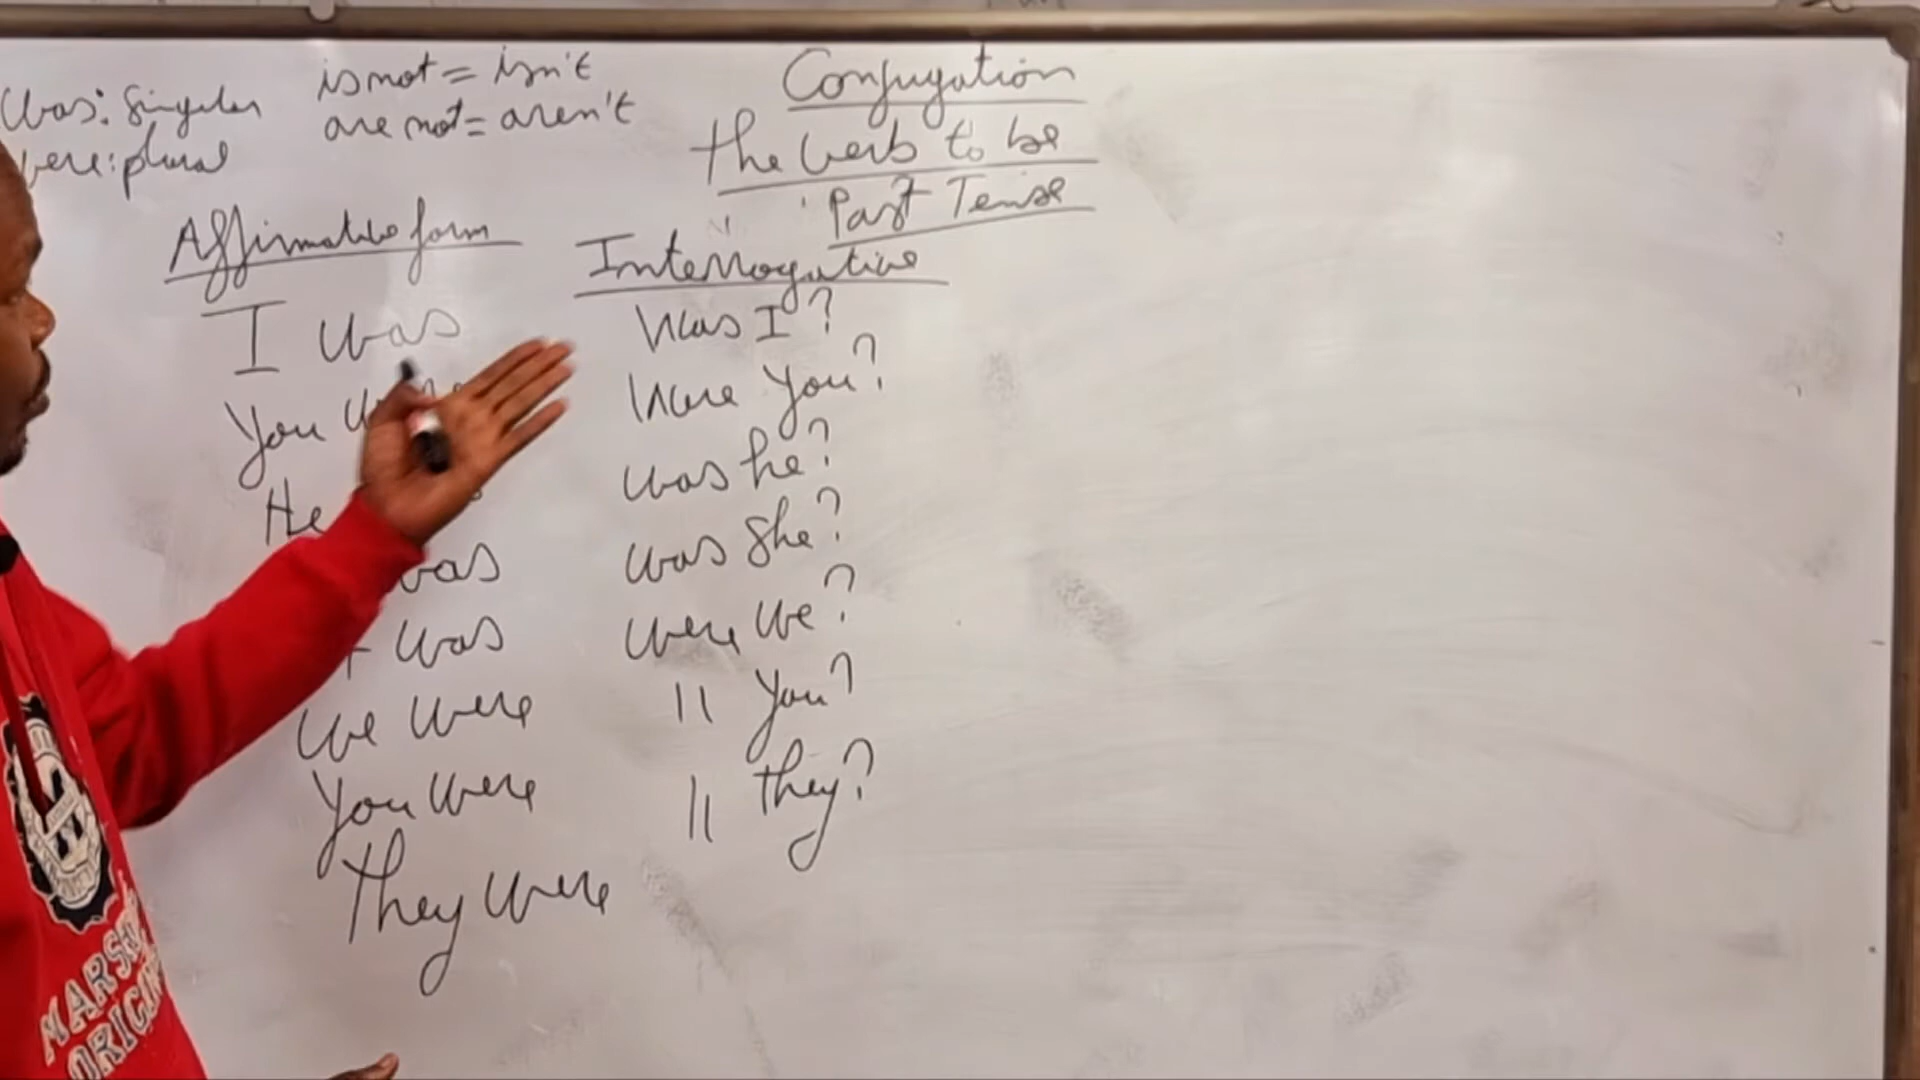 was: Singular
were: plural
is not = isn't
are not = aren't
Conjugation
the verb to be
Past Tense
Affirmative form
I was
You
He
was
was
We were
You were
They were
Interrogative
Was I?
Were You?
was he?
was she?
were we?
" You?
" they?